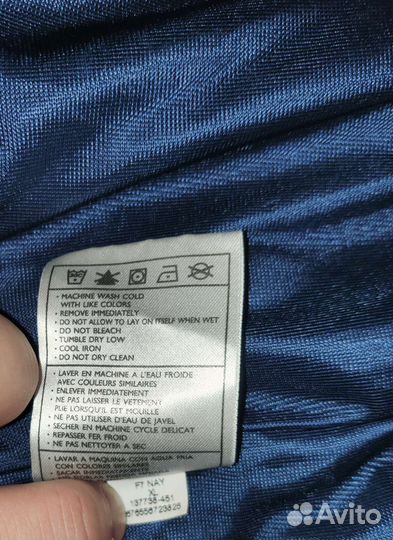 · MACHINE WASH COLD
WITH LIKE COLORS
· REMOVE IMMEDIATELY
· DO NOT ALLOW TO LAY ON ITSELF WHEN WET
· DO NOT BLEACH
· TUMBLE DRY LOW
· COOL IRON
· DO NOT DRY CLEAN
· LAVER EN MACHINE A L'EAU FROIDE
AVEC COULEURS SIMILAIRES
· ENLEVER IMMEDIATEMENT
· NE PAS LAISSER LE VETEMENT
PLIE LORSQU'IL EST MOUILLE
· NE PAS UTILISER D'EAU DE JAVEL
· SECHER EN MACHINE CYCLE DELICAT
· REPASSER FER FROID
· NE PAS NETTOYER A SEC
· LAVAR A MAQUINA CON AGUA FRIA
CON COLORES SIMILARES
· SACAR IMMEDIATAMENTE
F7 NAY
XL
137738-451
Avito